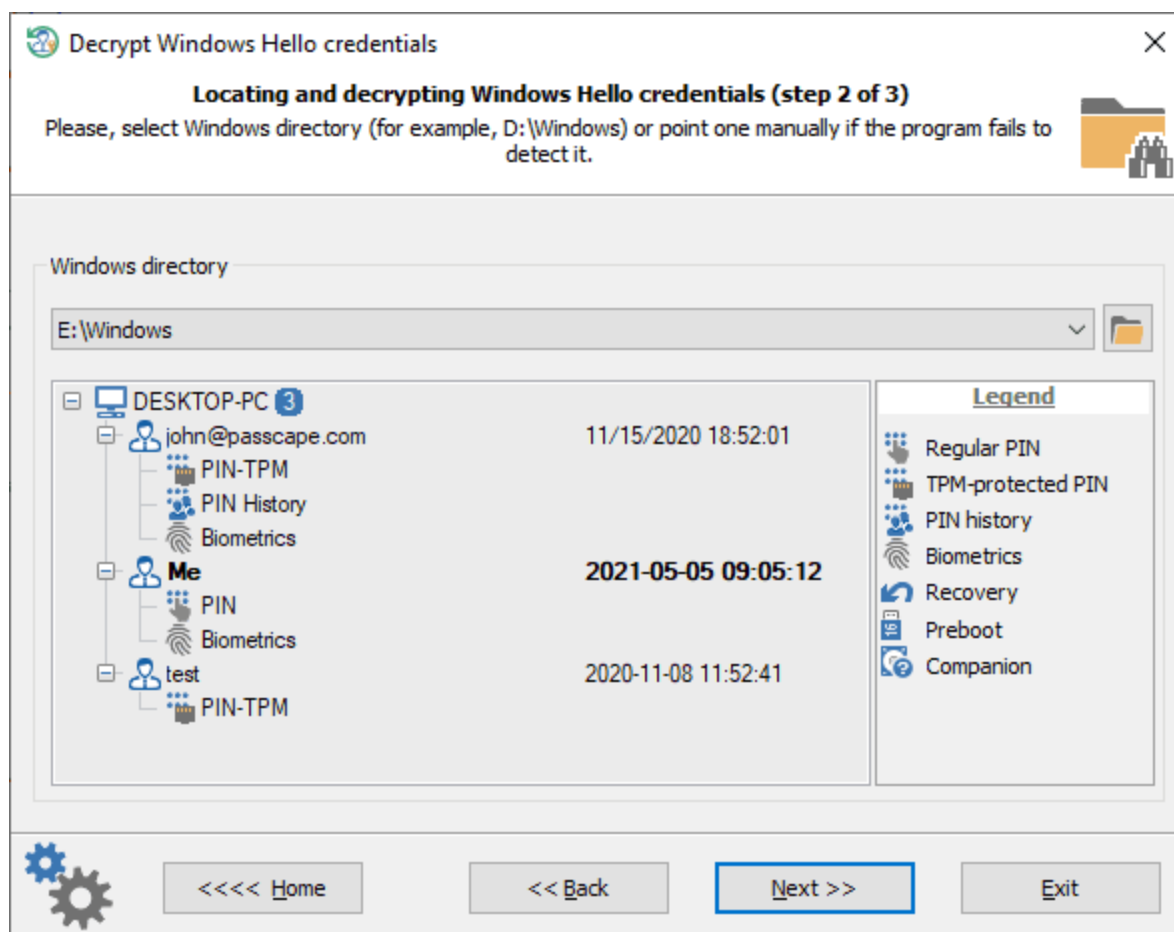 Decrypt Windows Hello credentials
Locating and decrypting Windows Hello credentials (step 2 of 3)
Please, select Windows directory (for example, D:\Windows) or point one manually if the program fails to
detect it.
Windows directory
E:\Windows
DESKTOP-PC 3
john@passcape.com 11/15/2020 18:52:01
PIN-TPM
PIN History
Biometrics
Me 2021-05-05 09:05:12
PIN
Biometrics
test 2020-11-08 11:52:41
PIN-TPM
Legend
Regular PIN
TPM-protected PIN
PIN history
Biometrics
Recovery
Preboot
Companion
<<<< Home
<< Back
Next >>
Exit